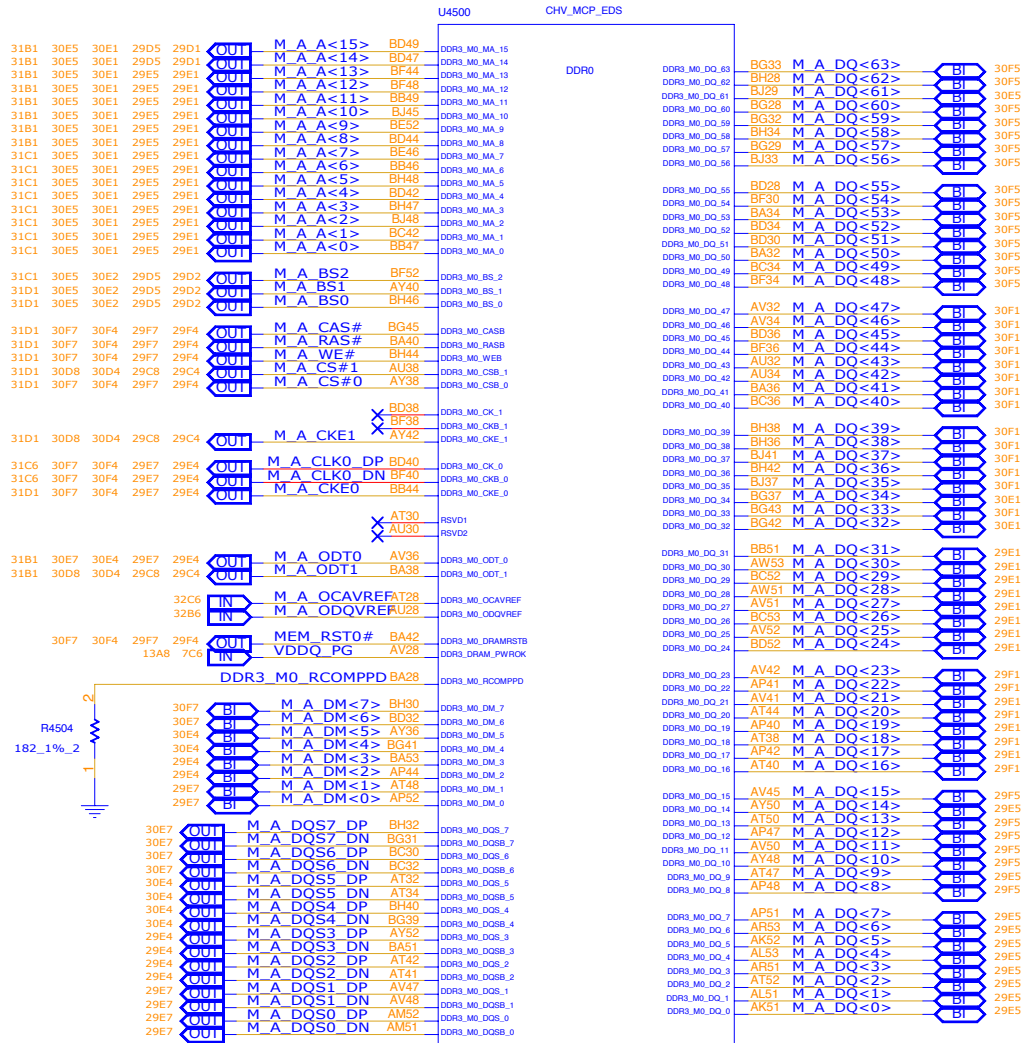 U4500 CHV_MCP_EDS
DDR0
31B1 30E5 30E1 29D5 29D1 OUT M_A_A<15> BD49 DDR3_M0_MA_15
31B1 30E5 30E1 29D5 29D1 OUT M_A_A<14> BD47 DDR3_M0_MA_14
31B1 30E5 30E1 29E5 29E1 OUT M_A_A<13> BF44 DDR3_M0_MA_13
31B1 30E5 30E1 29E5 29E1 OUT M_A_A<12> BF48 DDR3_M0_MA_12
31B1 30E5 30E1 29E5 29E1 OUT M_A_A<11> BB49 DDR3_M0_MA_11
31B1 30E5 30E1 29E5 29E1 OUT M_A_A<10> BJ45 DDR3_M0_MA_10
31B1 30E5 30E1 29E5 29E1 OUT M_A_A<9> BE52 DDR3_M0_MA_9
31B1 30E5 30E1 29E5 29E1 OUT M_A_A<8> BD44 DDR3_M0_MA_8
31C1 30E5 30E1 29E5 29E1 OUT M_A_A<7> BE46 DDR3_M0_MA_7
31C1 30E5 30E1 29E5 29E1 OUT M_A_A<6> BB46 DDR3_M0_MA_6
31C1 30E5 30E1 29E5 29E1 OUT M_A_A<5> BH48 DDR3_M0_MA_5
31C1 30E5 30E1 29E5 29E1 OUT M_A_A<4> BD42 DDR3_M0_MA_4
31C1 30E5 30E1 29E5 29E1 OUT M_A_A<3> BH47 DDR3_M0_MA_3
31C1 30E5 30E1 29E5 29E1 OUT M_A_A<2> BJ48 DDR3_M0_MA_2
31C1 30E5 30E1 29E5 29E1 OUT M_A_A<1> BC42 DDR3_M0_MA_1
31C1 30E5 30E1 29E5 29E1 OUT M_A_A<0> BB47 DDR3_M0_MA_0
31C1 30E5 30E2 29D5 29D2 OUT M_A_BS2 BF52 DDR3_M0_BS_2
31D1 30E5 30E2 29D5 29D2 OUT M_A_BS1 AY40 DDR3_M0_BS_1
31D1 30E5 30E2 29D5 29D2 OUT M_A_BS0 BH46 DDR3_M0_BS_0
31D1 30F7 30F4 29F7 29F4 OUT M_A_CAS# BG45 DDR3_M0_CASB
31D1 30F7 30F4 29F7 29F4 OUT M_A_RAS# BA40 DDR3_M0_RASB
31D1 30F7 30F4 29F7 29F4 OUT M_A_WE# BH44 DDR3_M0_WEB
31D1 30D8 30D4 29C8 29C4 OUT M_A_CS#1 AU38 DDR3_M0_CSB_1
31D1 30F7 30F4 29F7 29F4 OUT M_A_CS#0 AY38 DDR3_M0_CSB_0
BD38 DDR3_M0_CK_1
BF38 DDR3_M0_CKB_1
31D1 30D8 30D4 29C8 29C4 OUT M_A_CKE1 AY42 DDR3_M0_CKE_1
31C6 30F7 30F4 29E7 29E4 OUT M_A_CLK0_DP BD40 DDR3_M0_CK_0
31C6 30F7 30F4 29E7 29E4 OUT M_A_CLK0_DN BF40 DDR3_M0_CKB_0
31D1 30F7 30F4 29E7 29E4 OUT M_A_CKE0 BB44 DDR3_M0_CKE_0
AT30 RSVD1
AU30 RSVD2
31B1 30E7 30E4 29E7 29E4 OUT M_A_ODT0 AV36 DDR3_M0_ODT_0
31B1 30D8 30D4 29C8 29C4 OUT M_A_ODT1 BA38 DDR3_M0_ODT_1
32C6 IN M_A_OCAVREF AT28 DDR3_M0_OCAVREF
32B6 IN M_A_ODQVREF AU28 DDR3_M0_ODQVREF
30F7 30F4 29F7 29F4 OUT MEM_RST0# BA42 DDR3_M0_DRAMRSTB
13A8 7C6 IN VDDQ_PG AV28 DDR3_DRAM_PWROK
DDR3_M0_RCOMPPD BA28 DDR3_M0_RCOMPPD
2
R4504
182_1%_2
1
30F7 BI M_A_DM<7> BH30 DDR3_M0_DM_7
30E7 BI M_A_DM<6> BD32 DDR3_M0_DM_6
30E4 BI M_A_DM<5> AY36 DDR3_M0_DM_5
30E4 BI M_A_DM<4> BG41 DDR3_M0_DM_4
29E4 BI M_A_DM<3> BA53 DDR3_M0_DM_3
29E4 BI M_A_DM<2> AP44 DDR3_M0_DM_2
29E7 BI M_A_DM<1> AT48 DDR3_M0_DM_1
29E7 BI M_A_DM<0> AP52 DDR3_M0_DM_0
30E7 OUT M_A_DQS7_DP BH32 DDR3_M0_DQS_7
30E7 OUT M_A_DQS7_DN BG31 DDR3_M0_DQSB_7
30E7 OUT M_A_DQS6_DP BC30 DDR3_M0_DQS_6
30E7 OUT M_A_DQS6_DN BC32 DDR3_M0_DQSB_6
30E4 OUT M_A_DQS5_DP AT32 DDR3_M0_DQS_5
30E4 OUT M_A_DQS5_DN AT34 DDR3_M0_DQSB_5
30E4 OUT M_A_DQS4_DP BH40 DDR3_M0_DQS_4
30E4 OUT M_A_DQS4_DN BG39 DDR3_M0_DQSB_4
29E4 OUT M_A_DQS3_DP AY52 DDR3_M0_DQS_3
29E4 OUT M_A_DQS3_DN BA51 DDR3_M0_DQSB_3
29E4 OUT M_A_DQS2_DP AT42 DDR3_M0_DQS_2
29E4 OUT M_A_DQS2_DN AT41 DDR3_M0_DQSB_2
29E7 OUT M_A_DQS1_DP AV47 DDR3_M0_DQS_1
29E7 OUT M_A_DQS1_DN AV48 DDR3_M0_DQSB_1
29E7 OUT M_A_DQS0_DP AM52 DDR3_M0_DQS_0
29E7 OUT M_A_DQS0_DN AM51 DDR3_M0_DQSB_0
DDR3_M0_DQ_63 BG33 M_A_DQ<63> BI 30F5
DDR3_M0_DQ_62 BH28 M_A_DQ<62> BI 30F5
DDR3_M0_DQ_61 BJ29 M_A_DQ<61> BI 30E5
DDR3_M0_DQ_60 BG28 M_A_DQ<60> BI 30F5
DDR3_M0_DQ_59 BG32 M_A_DQ<59> BI 30F5
DDR3_M0_DQ_58 BH34 M_A_DQ<58> BI 30F5
DDR3_M0_DQ_57 BG29 M_A_DQ<57> BI 30F5
DDR3_M0_DQ_56 BJ33 M_A_DQ<56> BI 30F5
DDR3_M0_DQ_55 BD28 M_A_DQ<55> BI 30F5
DDR3_M0_DQ_54 BF30 M_A_DQ<54> BI 30F5
DDR3_M0_DQ_53 BA34 M_A_DQ<53> BI 30F5
DDR3_M0_DQ_52 BD34 M_A_DQ<52> BI 30F5
DDR3_M0_DQ_51 BD30 M_A_DQ<51> BI 30F5
DDR3_M0_DQ_50 BA32 M_A_DQ<50> BI 30F5
DDR3_M0_DQ_49 BC34 M_A_DQ<49> BI 30F5
DDR3_M0_DQ_48 BF34 M_A_DQ<48> BI 30F5
DDR3_M0_DQ_47 AV32 M_A_DQ<47> BI 30F1
DDR3_M0_DQ_46 AV34 M_A_DQ<46> BI 30F1
DDR3_M0_DQ_45 BD36 M_A_DQ<45> BI 30F1
DDR3_M0_DQ_44 BF36 M_A_DQ<44> BI 30F1
DDR3_M0_DQ_43 AU32 M_A_DQ<43> BI 30F1
DDR3_M0_DQ_42 AU34 M_A_DQ<42> BI 30F1
DDR3_M0_DQ_41 BA36 M_A_DQ<41> BI 30F1
DDR3_M0_DQ_40 BC36 M_A_DQ<40> BI 30F1
DDR3_M0_DQ_39 BH38 M_A_DQ<39> BI 30F1
DDR3_M0_DQ_38 BH36 M_A_DQ<38> BI 30F1
DDR3_M0_DQ_37 BJ41 M_A_DQ<37> BI 30F1
DDR3_M0_DQ_36 BH42 M_A_DQ<36> BI 30F1
DDR3_M0_DQ_35 BJ37 M_A_DQ<35> BI 30F1
DDR3_M0_DQ_34 BG37 M_A_DQ<34> BI 30E1
DDR3_M0_DQ_33 BG43 M_A_DQ<33> BI 30F1
DDR3_M0_DQ_32 BG42 M_A_DQ<32> BI 30E1
DDR3_M0_DQ_31 BB51 M_A_DQ<31> BI 29E1
DDR3_M0_DQ_30 AW53 M_A_DQ<30> BI 29E1
DDR3_M0_DQ_29 BC52 M_A_DQ<29> BI 29E1
DDR3_M0_DQ_28 AW51 M_A_DQ<28> BI 29E1
DDR3_M0_DQ_27 AV51 M_A_DQ<27> BI 29E1
DDR3_M0_DQ_26 BC53 M_A_DQ<26> BI 29E1
DDR3_M0_DQ_25 AV52 M_A_DQ<25> BI 29E1
DDR3_M0_DQ_24 BD52 M_A_DQ<24> BI 29E1
DDR3_M0_DQ_23 AV42 M_A_DQ<23> BI 29F1
DDR3_M0_DQ_22 AP41 M_A_DQ<22> BI 29F1
DDR3_M0_DQ_21 AV41 M_A_DQ<21> BI 29E1
DDR3_M0_DQ_20 AT44 M_A_DQ<20> BI 29F1
DDR3_M0_DQ_19 AP40 M_A_DQ<19> BI 29E1
DDR3_M0_DQ_18 AT38 M_A_DQ<18> BI 29F1
DDR3_M0_DQ_17 AP42 M_A_DQ<17> BI 29E1
DDR3_M0_DQ_16 AT40 M_A_DQ<16> BI 29F1
DDR3_M0_DQ_15 AV45 M_A_DQ<15> BI 29F5
DDR3_M0_DQ_14 AY50 M_A_DQ<14> BI 29E5
DDR3_M0_DQ_13 AT50 M_A_DQ<13> BI 29F5
DDR3_M0_DQ_12 AP47 M_A_DQ<12> BI 29F5
DDR3_M0_DQ_11 AV50 M_A_DQ<11> BI 29F5
DDR3_M0_DQ_10 AY48 M_A_DQ<10> BI 29F5
DDR3_M0_DQ_9 AT47 M_A_DQ<9> BI 29E5
DDR3_M0_DQ_8 AP48 M_A_DQ<8> BI 29F5
DDR3_M0_DQ_7 AP51 M_A_DQ<7> BI 29E5
DDR3_M0_DQ_6 AR53 M_A_DQ<6> BI 29E5
DDR3_M0_DQ_5 AK52 M_A_DQ<5> BI 29E5
DDR3_M0_DQ_4 AL53 M_A_DQ<4> BI 29E5
DDR3_M0_DQ_3 AR51 M_A_DQ<3> BI 29E5
DDR3_M0_DQ_2 AT52 M_A_DQ<2> BI 29E5
DDR3_M0_DQ_1 AL51 M_A_DQ<1> BI 29E5
DDR3_M0_DQ_0 AK51 M_A_DQ<0> BI 29E5